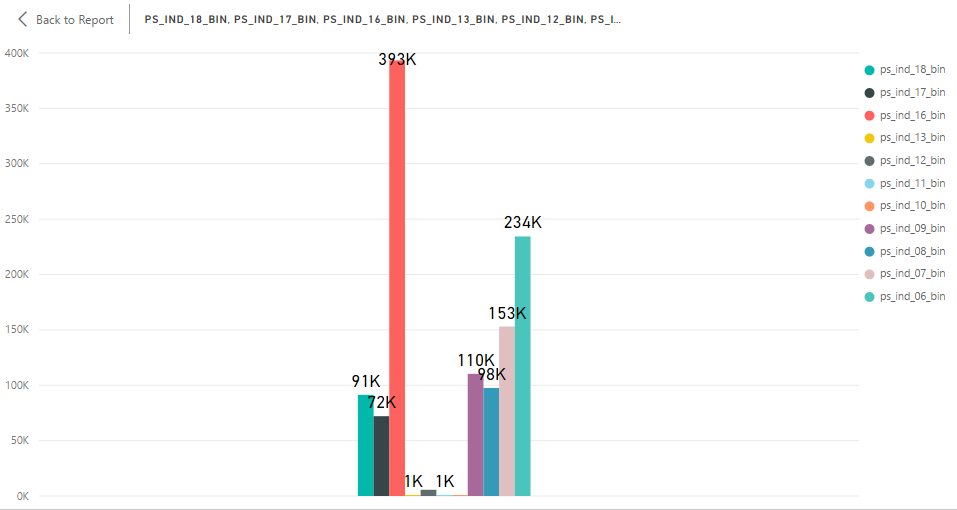 Back to Report
PS_IND_18_BIN, PS_IND_17_BIN, PS_IND_16_BIN, PS_IND_13_BIN, PS_IND_12_BIN, PS_I...
400K
350K
300K
250K
200K
150K
100K
50K
0K
91K
72K
393K
1K
1K
110K
98K
153K
234K
ps_ind_18_bin
ps_ind_17_bin
ps_ind_16_bin
ps_ind_13_bin
ps_ind_12_bin
ps_ind_11_bin
ps_ind_10_bin
ps_ind_09_bin
ps_ind_08_bin
ps_ind_07_bin
ps_ind_06_bin